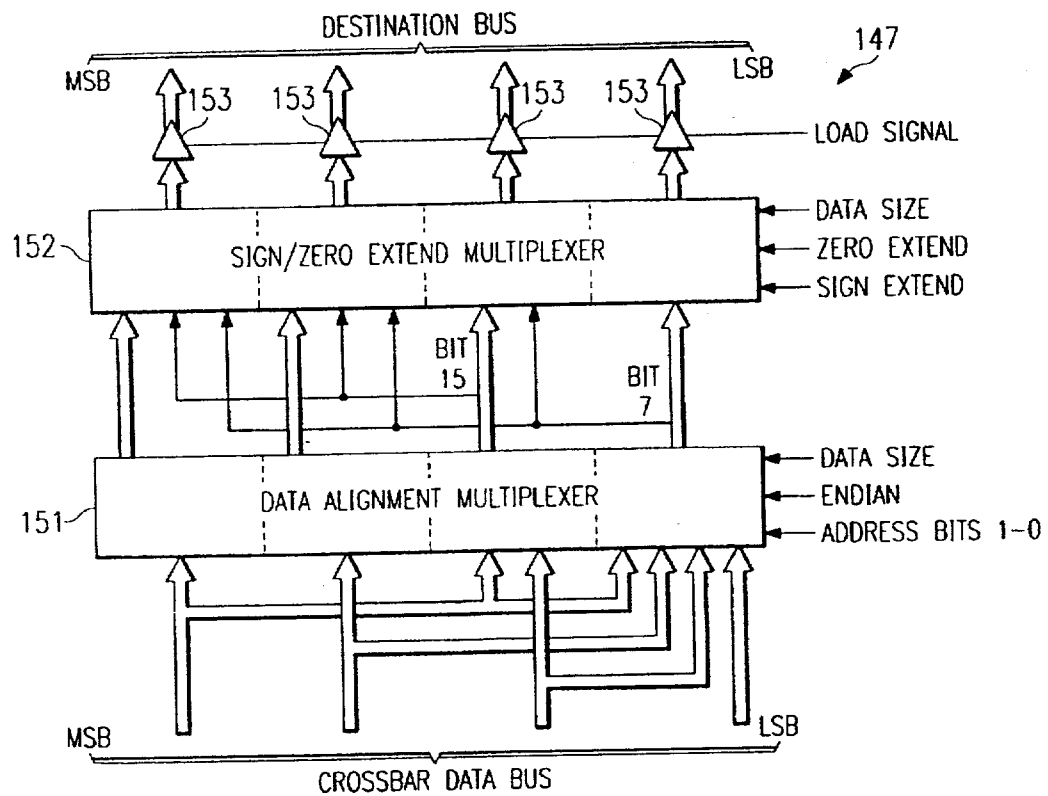 DESTINATION BUS
147
MSB
LSB
153
153
153
153
LOAD SIGNAL
152
SIGN/ZERO EXTEND MULTIPLEXER
DATA SIZE
ZERO EXTEND
SIGN EXTEND
BIT
15
BIT
7
151
DATA ALIGNMENT MULTIPLEXER
DATA SIZE
ENDIAN
ADDRESS BITS 1-0
MSB
LSB
CROSSBAR DATA BUS